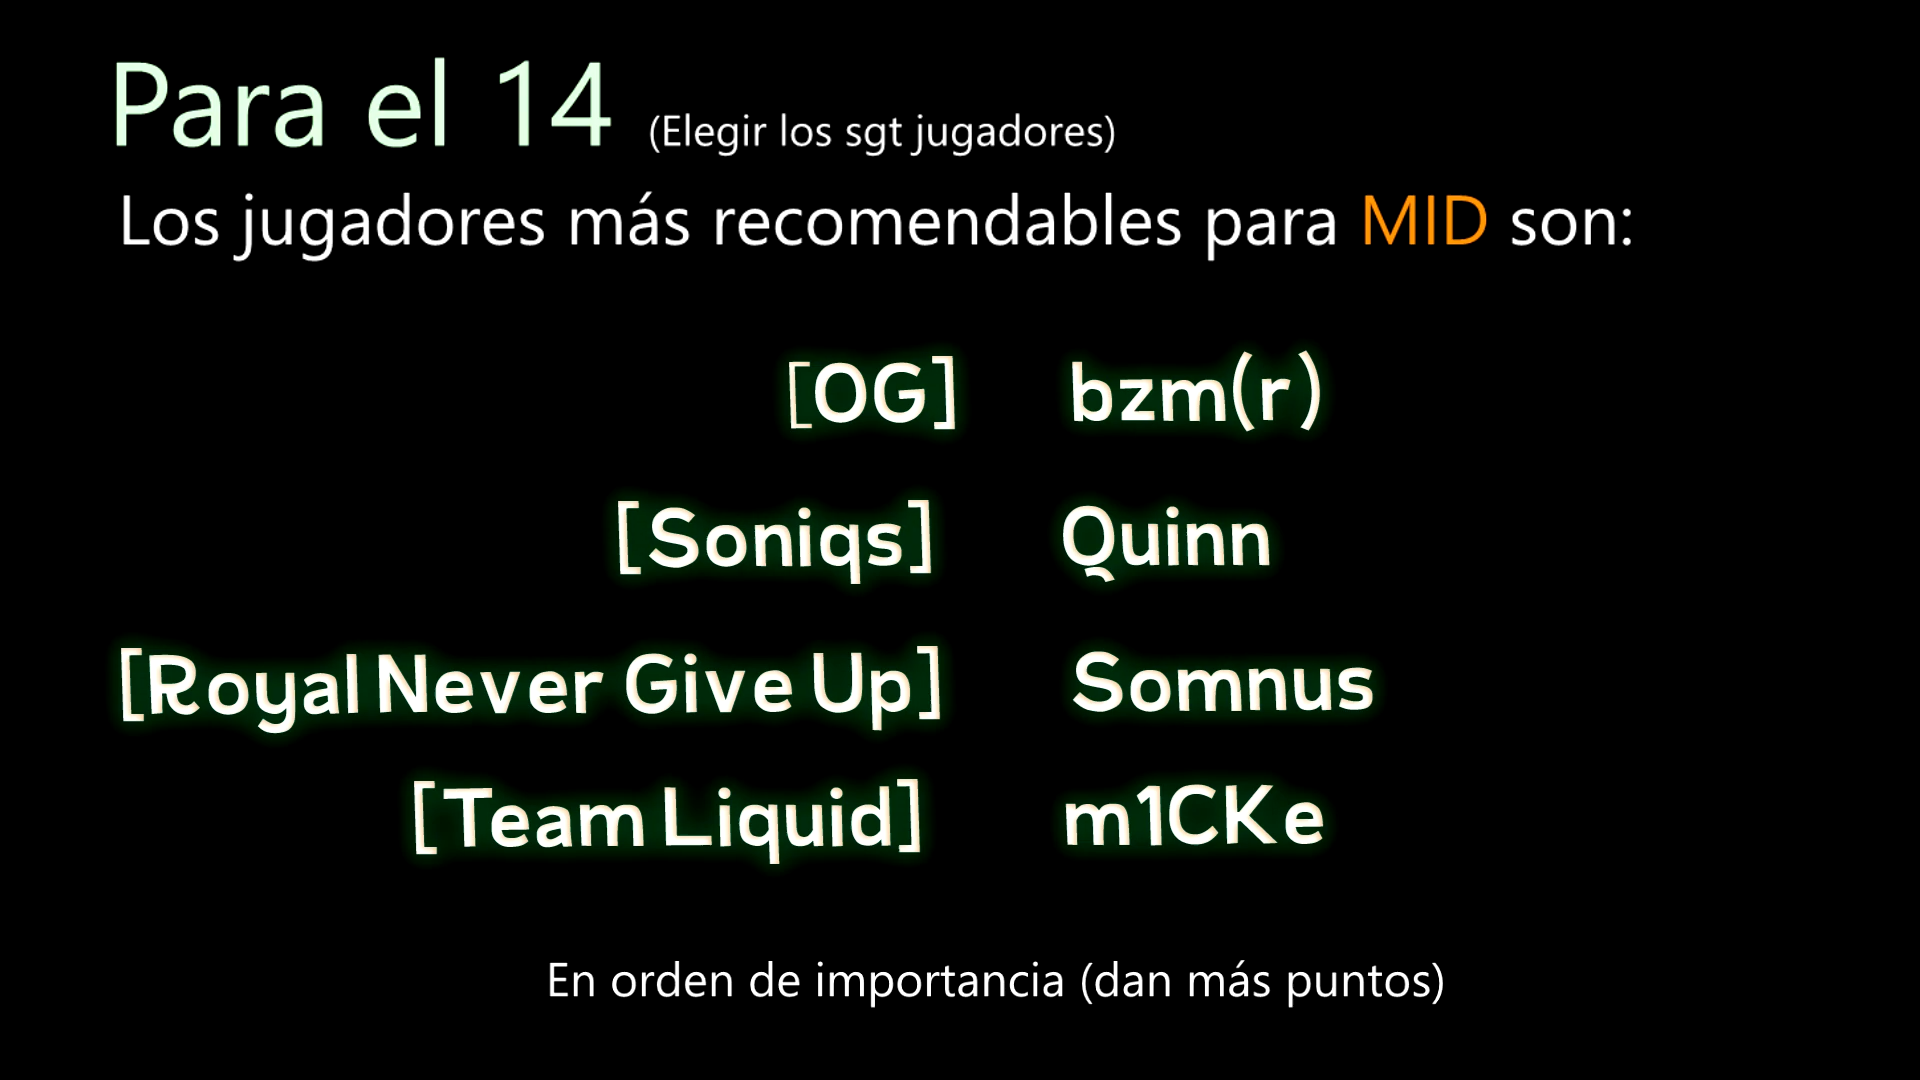 Para el 14 (Elegir los sgt jugadores)
Los jugadores más recomendables para MID son:
[OG] bzm(r)
[Soniqs] Quinn
[Royal Never Give Up] Somnus
[Team Liquid] m1CKe
En orden de importancia (dan más puntos)